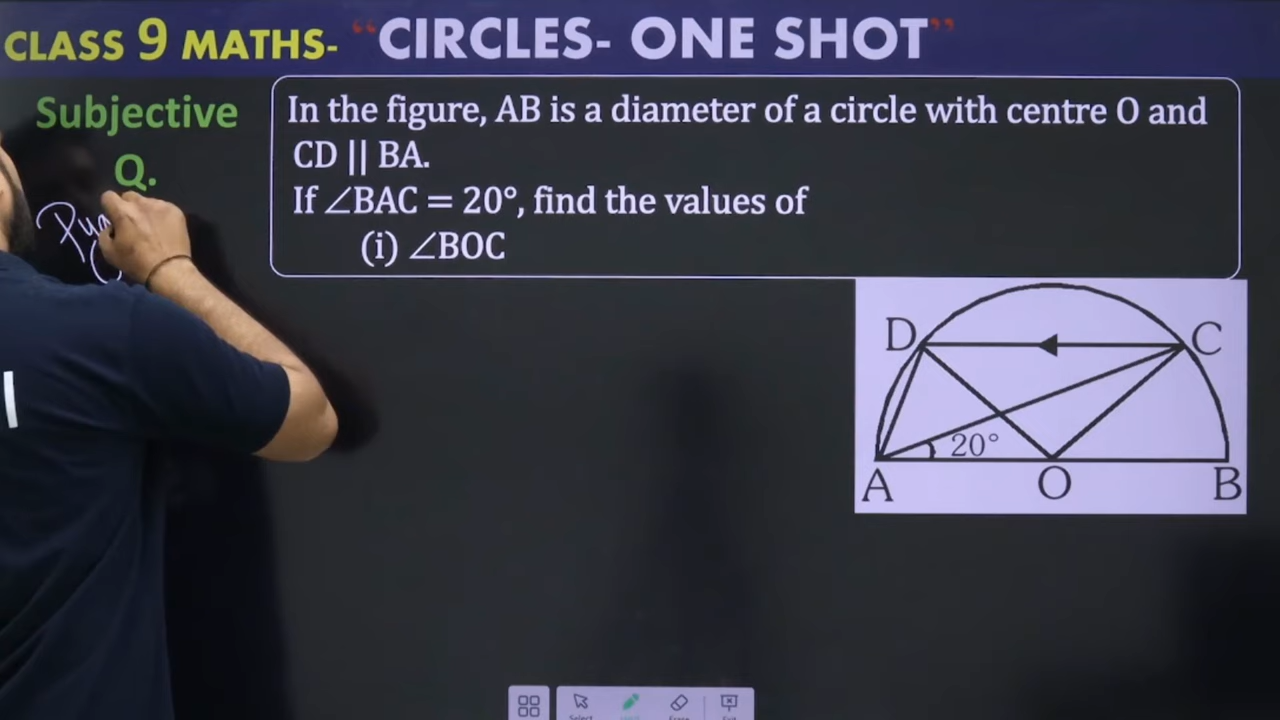 CLASS 9 MATHS- “CIRCLES- ONE SHOT”
Subjective
Q.
In the figure, AB is a diameter of a circle with centre O and
CD || BA.
If ∠BAC = 20°, find the values of
(i) ∠BOC
D
C
20°
A
O
B